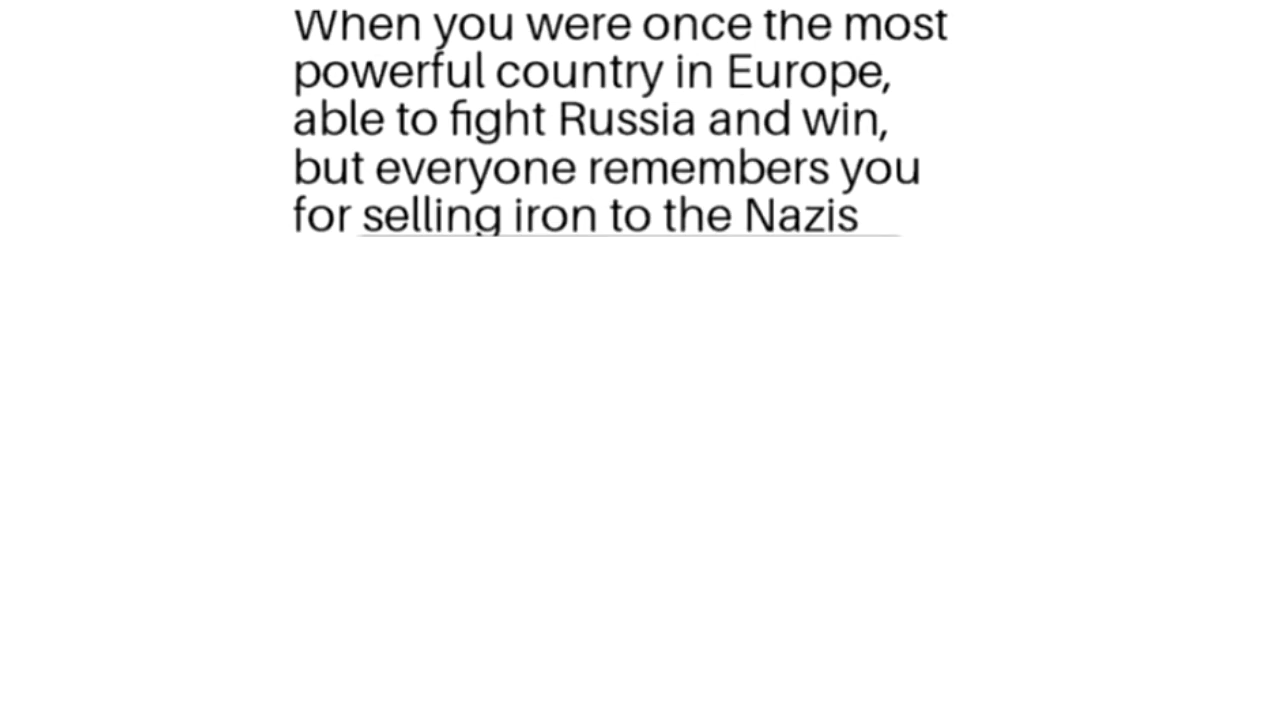 When you were once the most
powerful country in Europe,
able to fight Russia and win,
but everyone remembers you
for selling iron to the Nazis